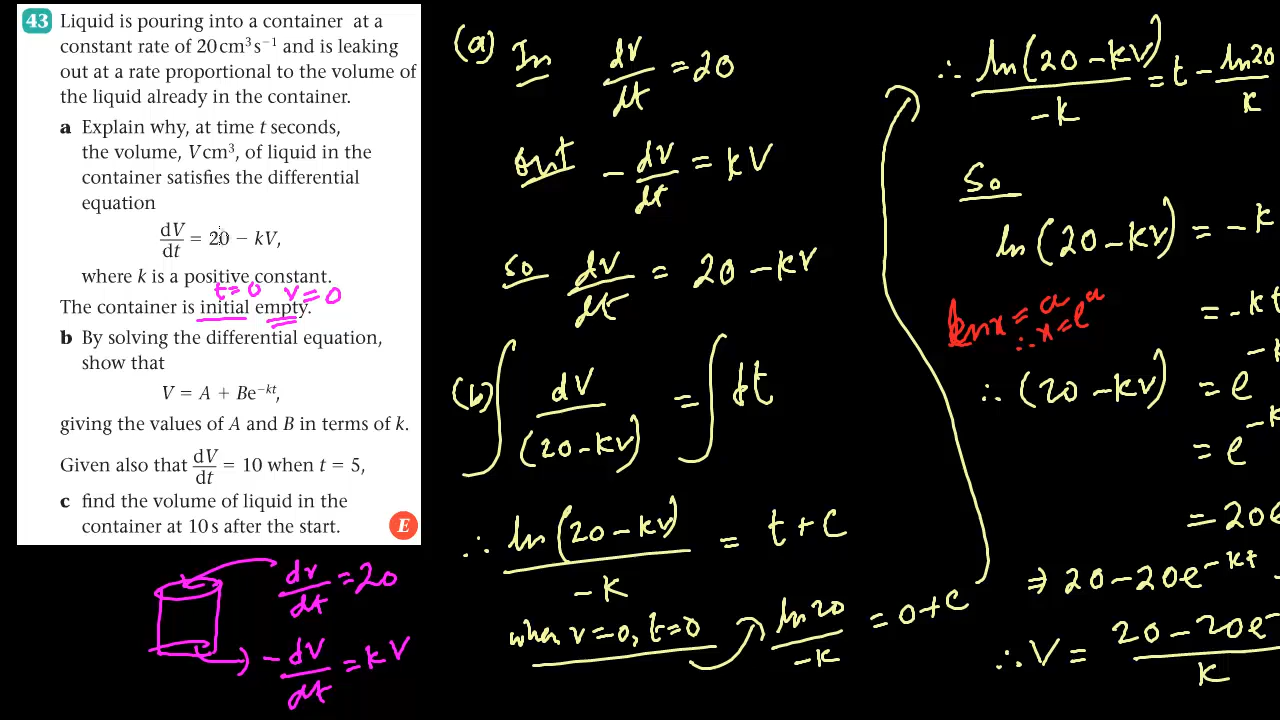 43 Liquid is pouring into a container at a
constant rate of 20 cm³ s⁻¹ and is leaking
out at a rate proportional to the volume of
the liquid already in the container.
a Explain why, at time t seconds,
the volume, V cm³, of liquid in the
container satisfies the differential
equation
dV/dt = 20 − kV,
where k is a positive constant.
t=0 v=0
The container is initial empty.
b By solving the differential equation,
show that
V = A + Be^−kt,
giving the values of A and B in terms of k.
Given also that dV/dt = 10 when t = 5,
c find the volume of liquid in the
container at 10 s after the start.
E
dv/dt = 20
−dV/dt = kV
(a) In dV/dt = 20
out −dV/dt = kV
so dV/dt = 20 − kV
(b) ∫ dV/(20−kV) = ∫ dt
∴ ln(20−kV)/−k = t + c
when v=0, t=0 ln20/−k = 0 + c
∴ ln(20−kV)/−k = t − ln20/k
So
ln(20−kV) = −k
lnx = a
∴ x = e^a
= −kt
∴ (20−kV) = e^−k
= e^−k
= 20e
⇒ 20 − 20e^−kt
∴ V = 20 − 20e^−/k